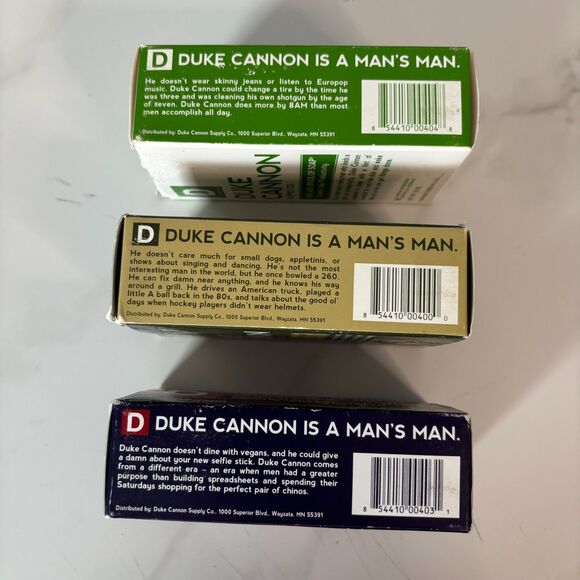 D DUKE CANNON IS A MAN'S MAN.
He doesn't wear skinny jeans or listen to Europop
music. Duke Cannon could change a tire by the time he
was three and was cleaning his own shotgun by the age
of seven. Duke Cannon does more by 8AM than most
men accomplish all day.
Distributed by: Duke Cannon Supply Co., 1000 Superior Blvd., Wayzata, MN 55391
8 54410 00404 8
D
DUKE
CANNON
D DUKE CANNON IS A MAN'S MAN.
He doesn't care much for small dogs, appletinis, or
shows about singing and dancing. He's not the most
interesting man in the world, but he once bowled a 260.
He can fix damn near anything, and he knows his way
around a grill. He drives an American truck, played a
little A ball back in the 80s, and talks about the good ol'
days when hockey players didn't wear helmets.
Distributed by: Duke Cannon Supply Co., 1000 Superior Blvd., Wayzata, MN 55391
8 54410 00400 0
D DUKE CANNON IS A MAN'S MAN.
Duke Cannon doesn't dine with vegans, and he could give
a damn about your new selfie stick. Duke Cannon comes
from a different era – an era when men had a greater
purpose than building spreadsheets and spending their
Saturdays shopping for the perfect pair of chinos.
Distributed by: Duke Cannon Supply Co., 1000 Superior Blvd., Wayzata, MN 55391
8 54410 00403 1